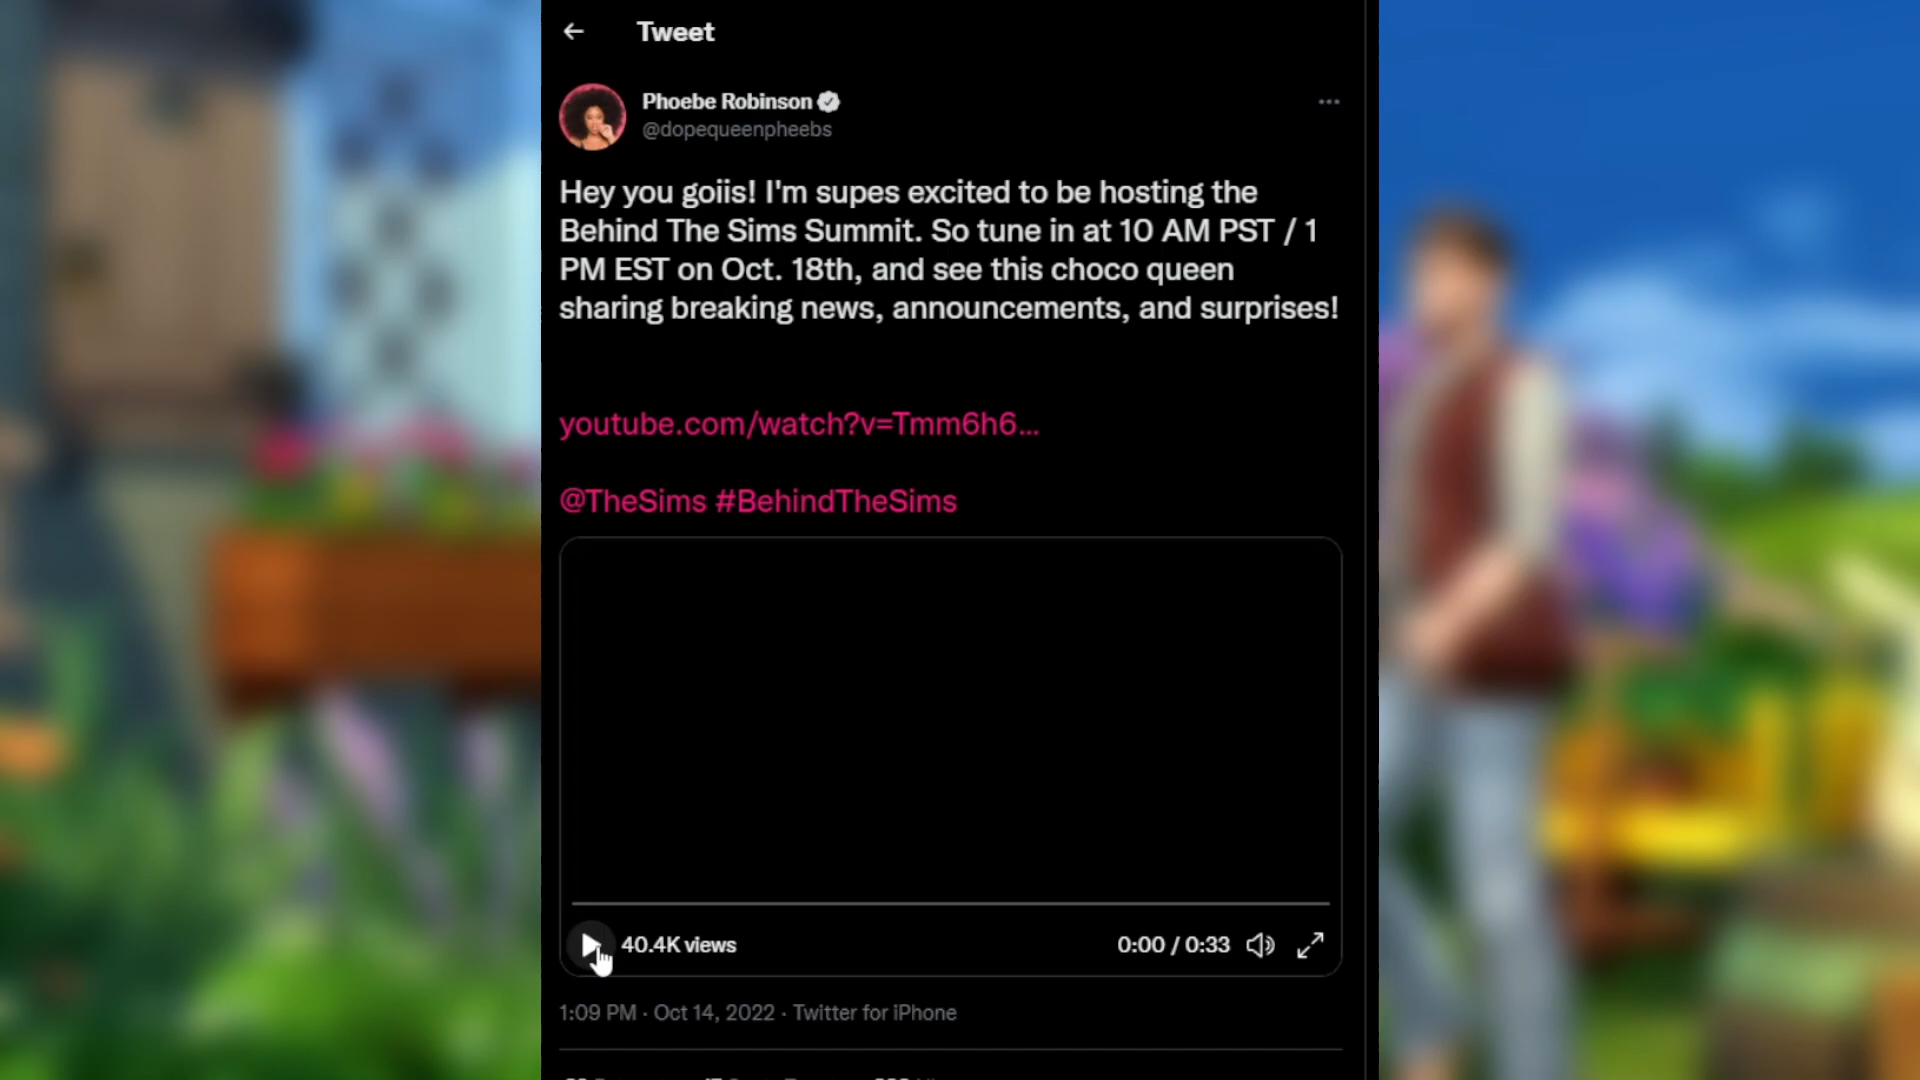 Tweet
Phoebe Robinson
@dopequeenpheebs
Hey you goiis! I'm supes excited to be hosting the
Behind The Sims Summit. So tune in at 10 AM PST / 1
PM EST on Oct. 18th, and see this choco queen
sharing breaking news, announcements, and surprises!
youtube.com/watch?v=Tmm6h6...
@TheSims #BehindTheSims
40.4K views
0:00 / 0:33
1:09 PM · Oct 14, 2022 · Twitter for iPhone